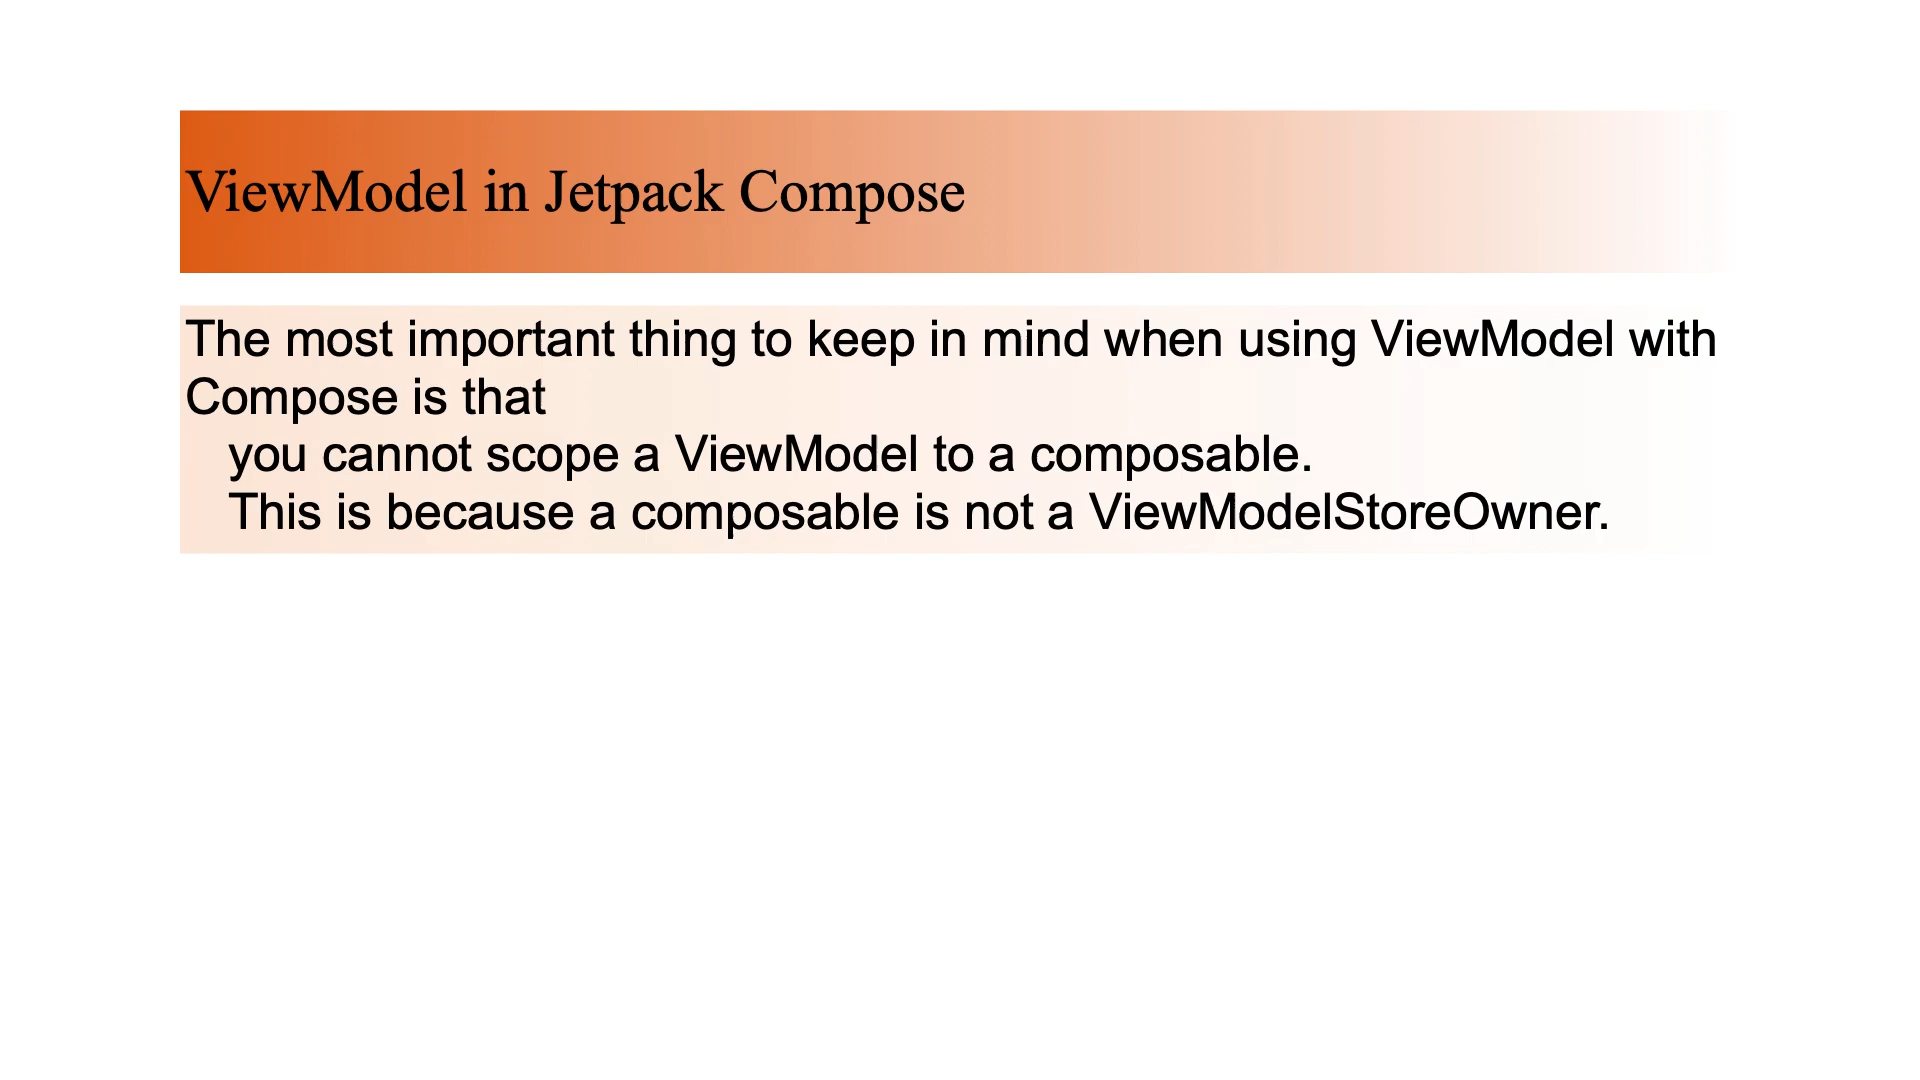 ViewModel in Jetpack Compose
The most important thing to keep in mind when using ViewModel with
Compose is that
you cannot scope a ViewModel to a composable.
This is because a composable is not a ViewModelStoreOwner.